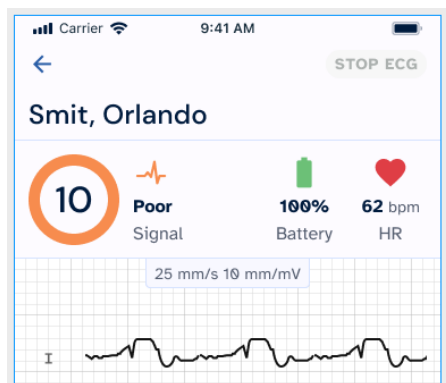 Carrier 9:41 AM
STOP ECG
Smit, Orlando
10
Poor 100% 62 bpm
Signal Battery HR
25 mm/s 10 mm/mV
I